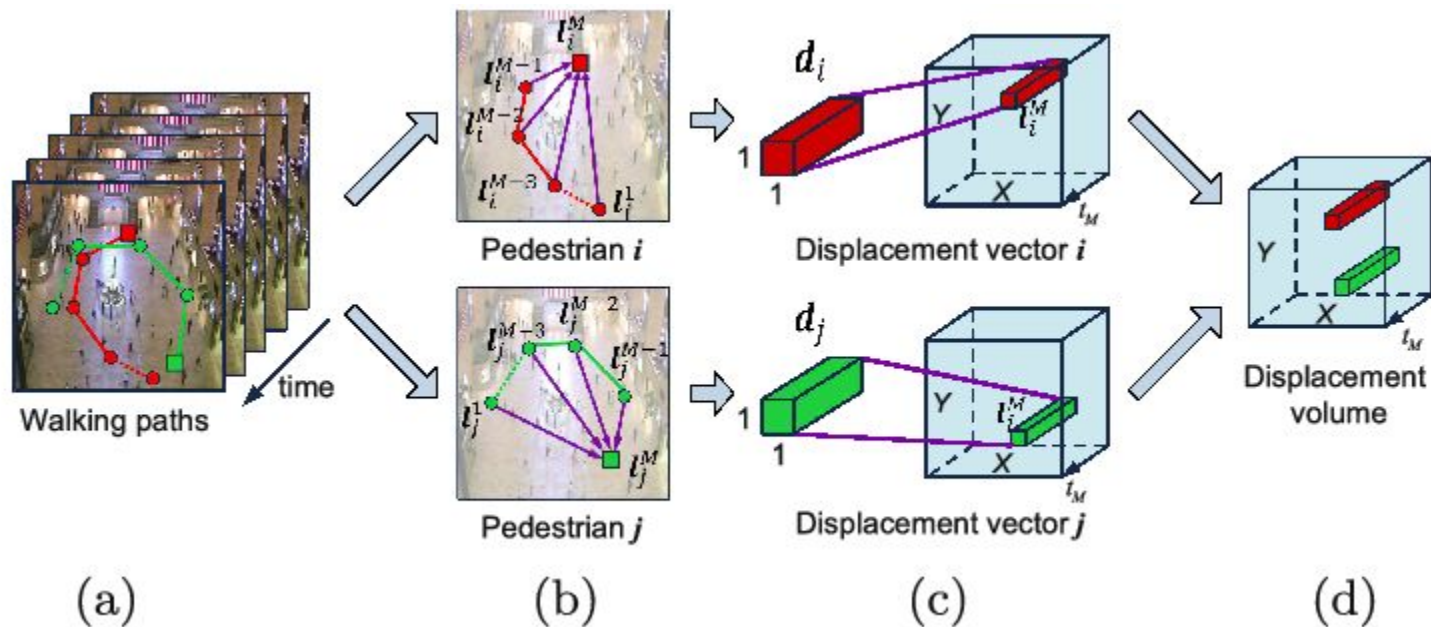 time
Walking paths
(a)
l_i^M
l_i^{M-1}
l_i^{M-2}
l_i^{M-3}
l_i^1
Pedestrian i
l_j^M 2
l_j^{M-3}
l_j^{M-1}
l_j^1
l_j^M
Pedestrian j
(b)
d_i
1
1
Y
l_i^M
X
t_M
Displacement vector i
d_j
1
1
Y
l_i^M
X
t_M
Displacement vector j
(c)
Y
X
t_M
Displacement
volume
(d)